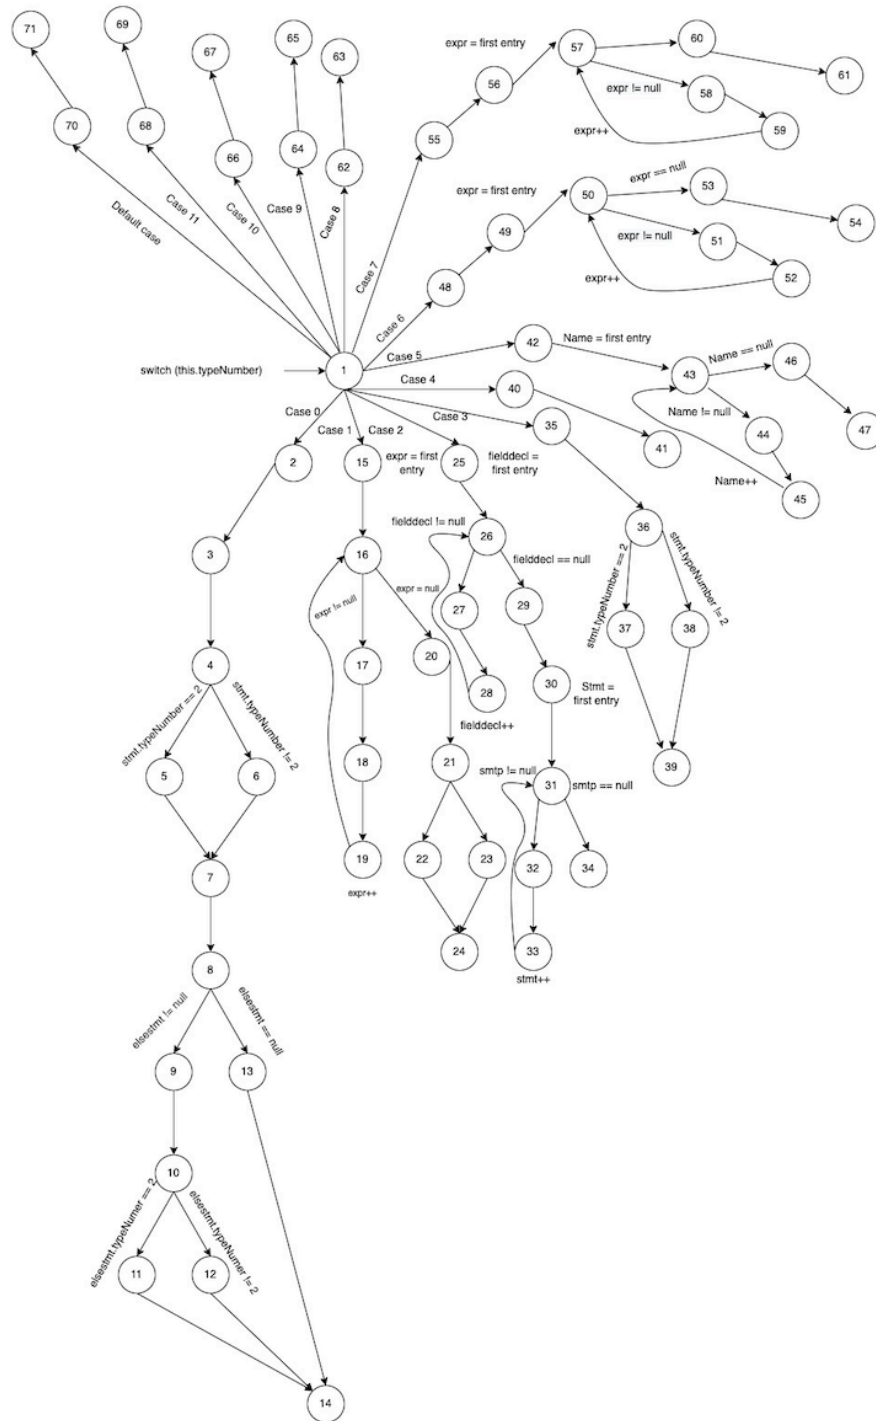 71
69
67
65
63
expr = first entry
57
60
61
56
expr != null
58
59
expr++
70
68
66
64
62
55
Default case
Case 11
Case 10
Case 9
Case 8
Case 7
expr = first entry
50
expr == null
53
54
49
expr != null
51
52
expr++
48
Case 6
switch (this.typeNumber)
1
Case 5
42
Name = first entry
43
Name == null
46
47
Name != null
44
45
Name++
Case 4
40
41
Case 3
35
Case 0
2
Case 1
15
Case 2
expr = first
entry
25
fielddecl =
first entry
3
16
expr != null
expr = null
fielddecl != null
26
fielddecl == null
27
29
28
fielddecl++
36
stmt.typeNumber == 2
stmt.typeNumber != 2
37
38
39
4
stmt.typeNumber == 2
stmt.typeNumber != 2
5
6
17
20
30
Stmt =
first entry
18
21
smtp != null
31
smtp == null
7
19
expr++
22
23
24
32
34
33
stmt++
8
elsestmt != null
elsestmt == null
9
13
10
elsestmt.typeNumer == 2
elsestmt.typeNumer != 2
11
12
14